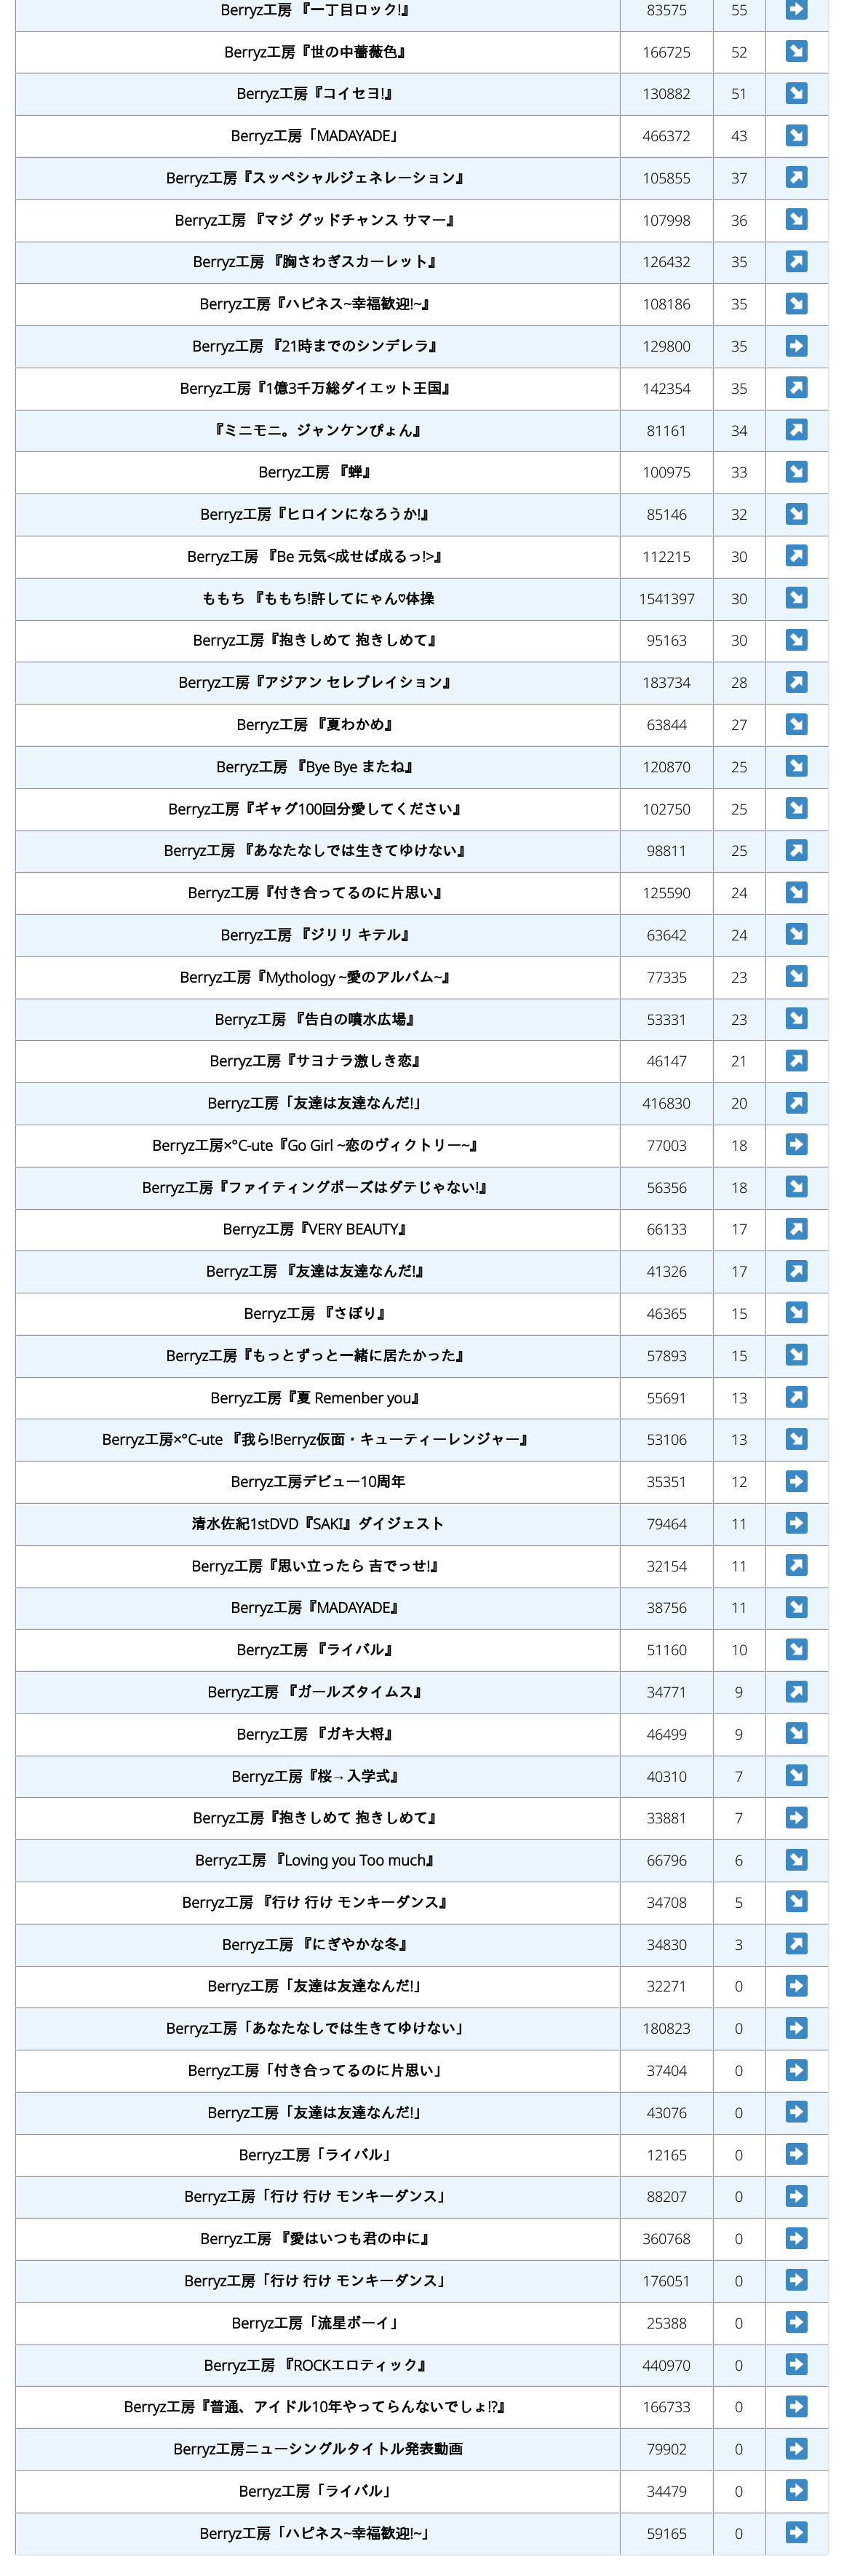 Berryz工房 『一丁目ロック!』 83575 55 ➡
Berryz工房『世の中薔薇色』 166725 52 ↘
Berryz工房『コイセヨ!』 130882 51 ↘
Berryz工房「MADAYADE」 466372 43 ↘
Berryz工房『スッペシャルジェネレーション』 105855 37 ↗
Berryz工房 『マジ グッドチャンス サマー』 107998 36 ↘
Berryz工房 『胸さわぎスカーレット』 126432 35 ↗
Berryz工房『ハピネス~幸福歓迎!~』 108186 35 ↘
Berryz工房 『21時までのシンデレラ』 129800 35 ➡
Berryz工房『1億3千万総ダイエット王国』 142354 35 ↗
『ミニモニ。ジャンケンぴょん』 81161 34 ↗
Berryz工房 『蝉』 100975 33 ↘
Berryz工房『ヒロインになろうか!』 85146 32 ↘
Berryz工房 『Be 元気<成せば成るっ!>』 112215 30 ↗
ももち 『ももち!許してにゃん♡体操 1541397 30 ↘
Berryz工房『抱きしめて 抱きしめて』 95163 30 ↘
Berryz工房『アジアン セレブレイション』 183734 28 ↗
Berryz工房 『夏わかめ』 63844 27 ↘
Berryz工房 『Bye Bye またね』 120870 25 ↘
Berryz工房『ギャグ100回分愛してください』 102750 25 ↘
Berryz工房 『あなたなしでは生きてゆけない』 98811 25 ↗
Berryz工房『付き合ってるのに片思い』 125590 24 ↘
Berryz工房 『ジリリ キテル』 63642 24 ↘
Berryz工房『Mythology ~愛のアルバム~』 77335 23 ↘
Berryz工房 『告白の噴水広場』 53331 23 ↘
Berryz工房『サヨナラ激しき恋』 46147 21 ↗
Berryz工房「友達は友達なんだ!」 416830 20 ↗
Berryz工房×°C-ute『Go Girl ~恋のヴィクトリー~』 77003 18 ➡
Berryz工房『ファイティングポーズはダテじゃない!』 56356 18 ↘
Berryz工房『VERY BEAUTY』 66133 17 ↗
Berryz工房 『友達は友達なんだ!』 41326 17 ↗
Berryz工房 『さぼり』 46365 15 ↘
Berryz工房『もっとずっと一緒に居たかった』 57893 15 ↘
Berryz工房『夏 Remenber you』 55691 13 ↗
Berryz工房×°C-ute 『我ら!Berryz仮面・キューティーレンジャー』 53106 13 ↘
Berryz工房デビュー10周年 35351 12 ➡
清水佐紀1stDVD『SAKI』ダイジェスト 79464 11 ➡
Berryz工房『思い立ったら 吉でっせ!』 32154 11 ↗
Berryz工房『MADAYADE』 38756 11 ↘
Berryz工房 『ライバル』 51160 10 ↘
Berryz工房 『ガールズタイムス』 34771 9 ↗
Berryz工房 『ガキ大将』 46499 9 ↘
Berryz工房『桜→入学式』 40310 7 ↘
Berryz工房『抱きしめて 抱きしめて』 33881 7 ➡
Berryz工房 『Loving you Too much』 66796 6 ↘
Berryz工房 『行け 行け モンキーダンス』 34708 5 ↘
Berryz工房 『にぎやかな冬』 34830 3 ↗
Berryz工房「友達は友達なんだ!」 32271 0 ➡
Berryz工房「あなたなしでは生きてゆけない」 180823 0 ➡
Berryz工房「付き合ってるのに片思い」 37404 0 ➡
Berryz工房「友達は友達なんだ!」 43076 0 ➡
Berryz工房「ライバル」 12165 0 ➡
Berryz工房「行け 行け モンキーダンス」 88207 0 ➡
Berryz工房 『愛はいつも君の中に』 360768 0 ➡
Berryz工房「行け 行け モンキーダンス」 176051 0 ➡
Berryz工房「流星ボーイ」 25388 0 ➡
Berryz工房 『ROCKエロティック』 440970 0 ➡
Berryz工房『普通、アイドル10年やってらんないでしょ!?』 166733 0 ➡
Berryz工房ニューシングルタイトル発表動画 79902 0 ➡
Berryz工房「ライバル」 34479 0 ➡
Berryz工房「ハピネス~幸福歓迎!~」 59165 0 ➡